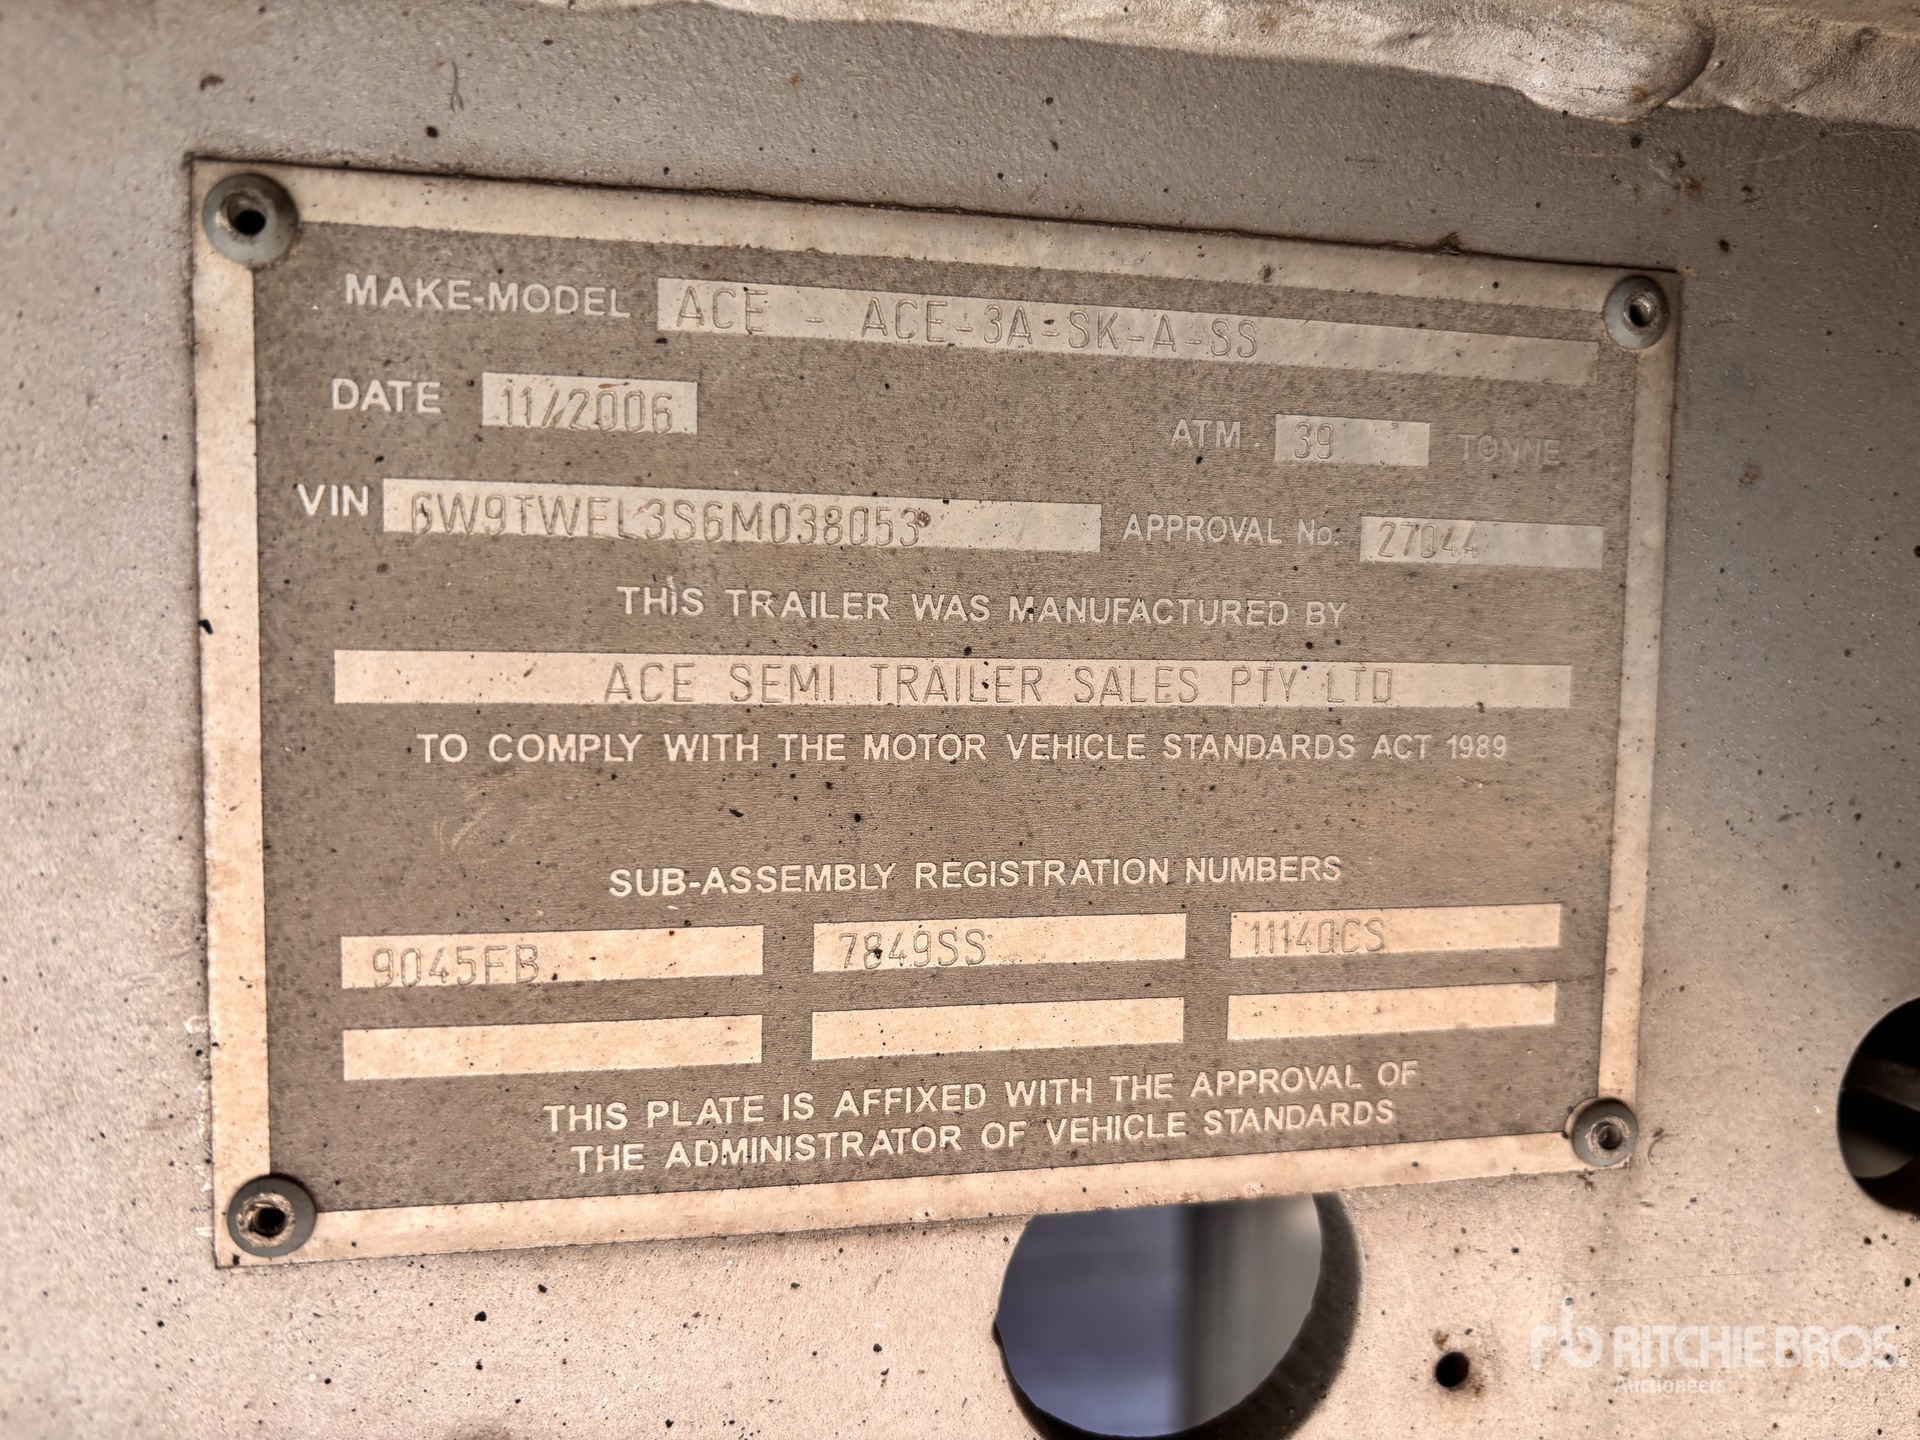 MAKE-MODEL ACE - ACE-3A-SK-A-SS
DATE 11/2006
ATM 39 TONNE
VIN 6W9TWFL3S6M038053
APPROVAL No. 27044
THIS TRAILER WAS MANUFACTURED BY
ACE SEMI TRAILER SALES PTY LTD
TO COMPLY WITH THE MOTOR VEHICLE STANDARDS ACT 1989
SUB-ASSEMBLY REGISTRATION NUMBERS
9045FB 7849SS 11140CS
THIS PLATE IS AFFIXED WITH THE APPROVAL OF
THE ADMINISTRATOR OF VEHICLE STANDARDS
rb RITCHIE BROS.
Auctioneers